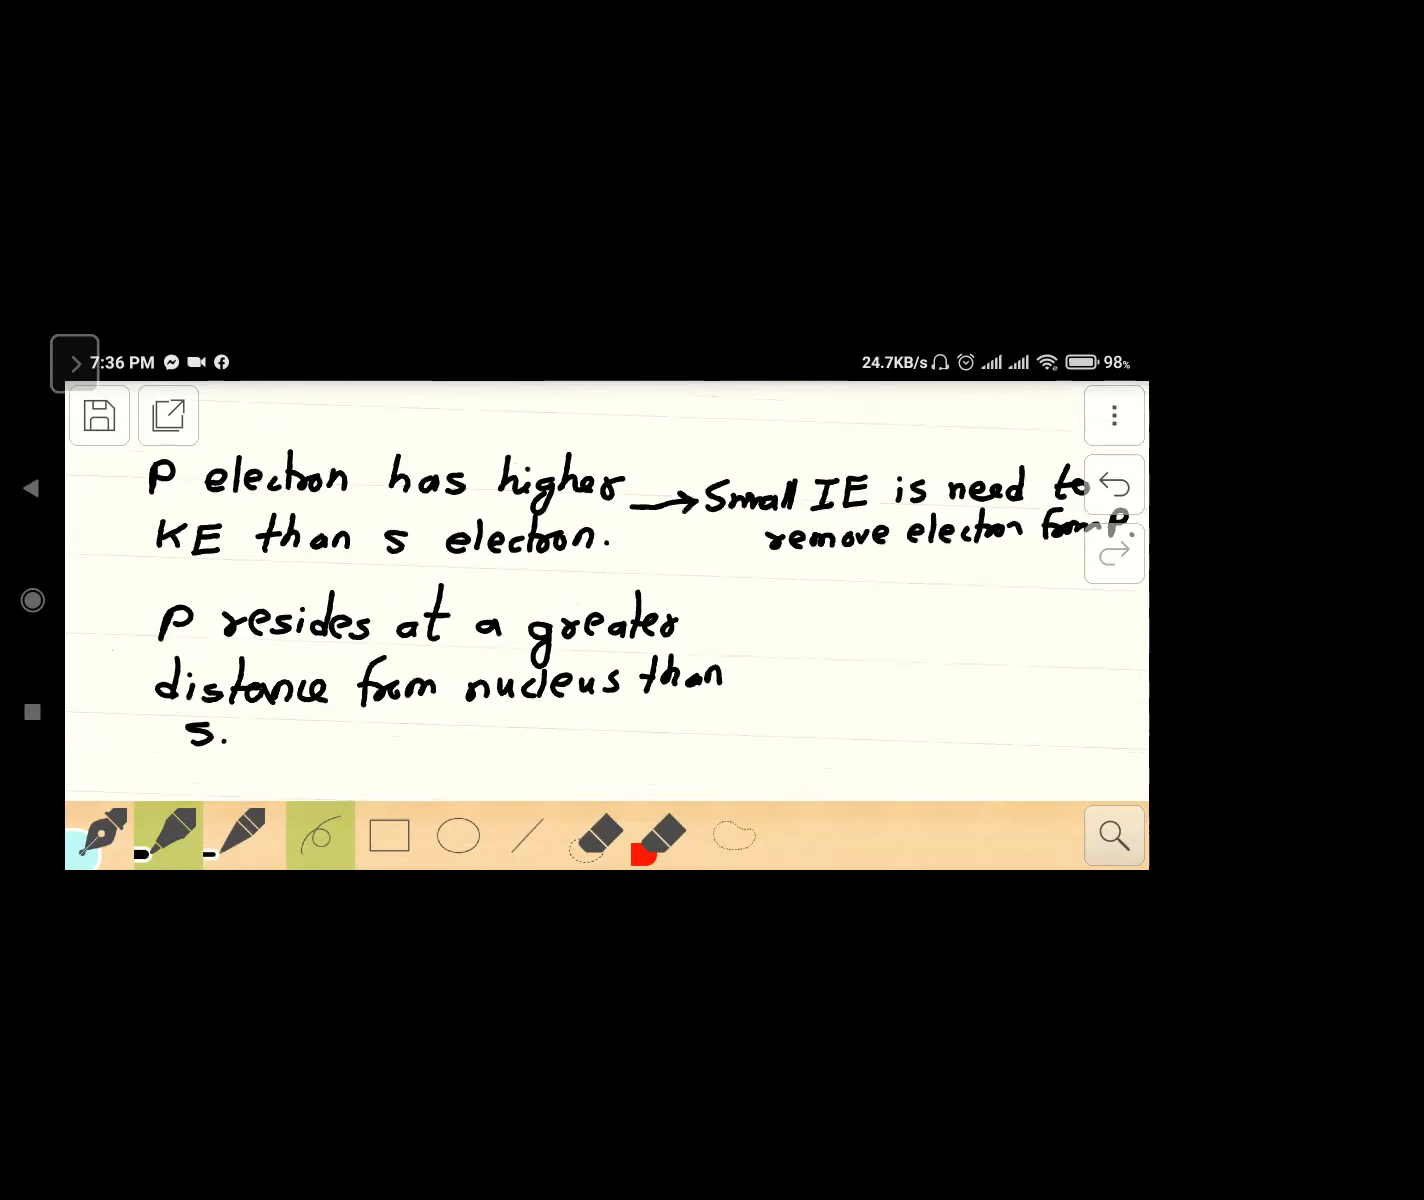 7:36 PM
24.7KB/s
98%
P electron has higher → Small IE is need to
remove electron from P.
KE than s electron.
P resides at a greater
distance from nucleus than
s.